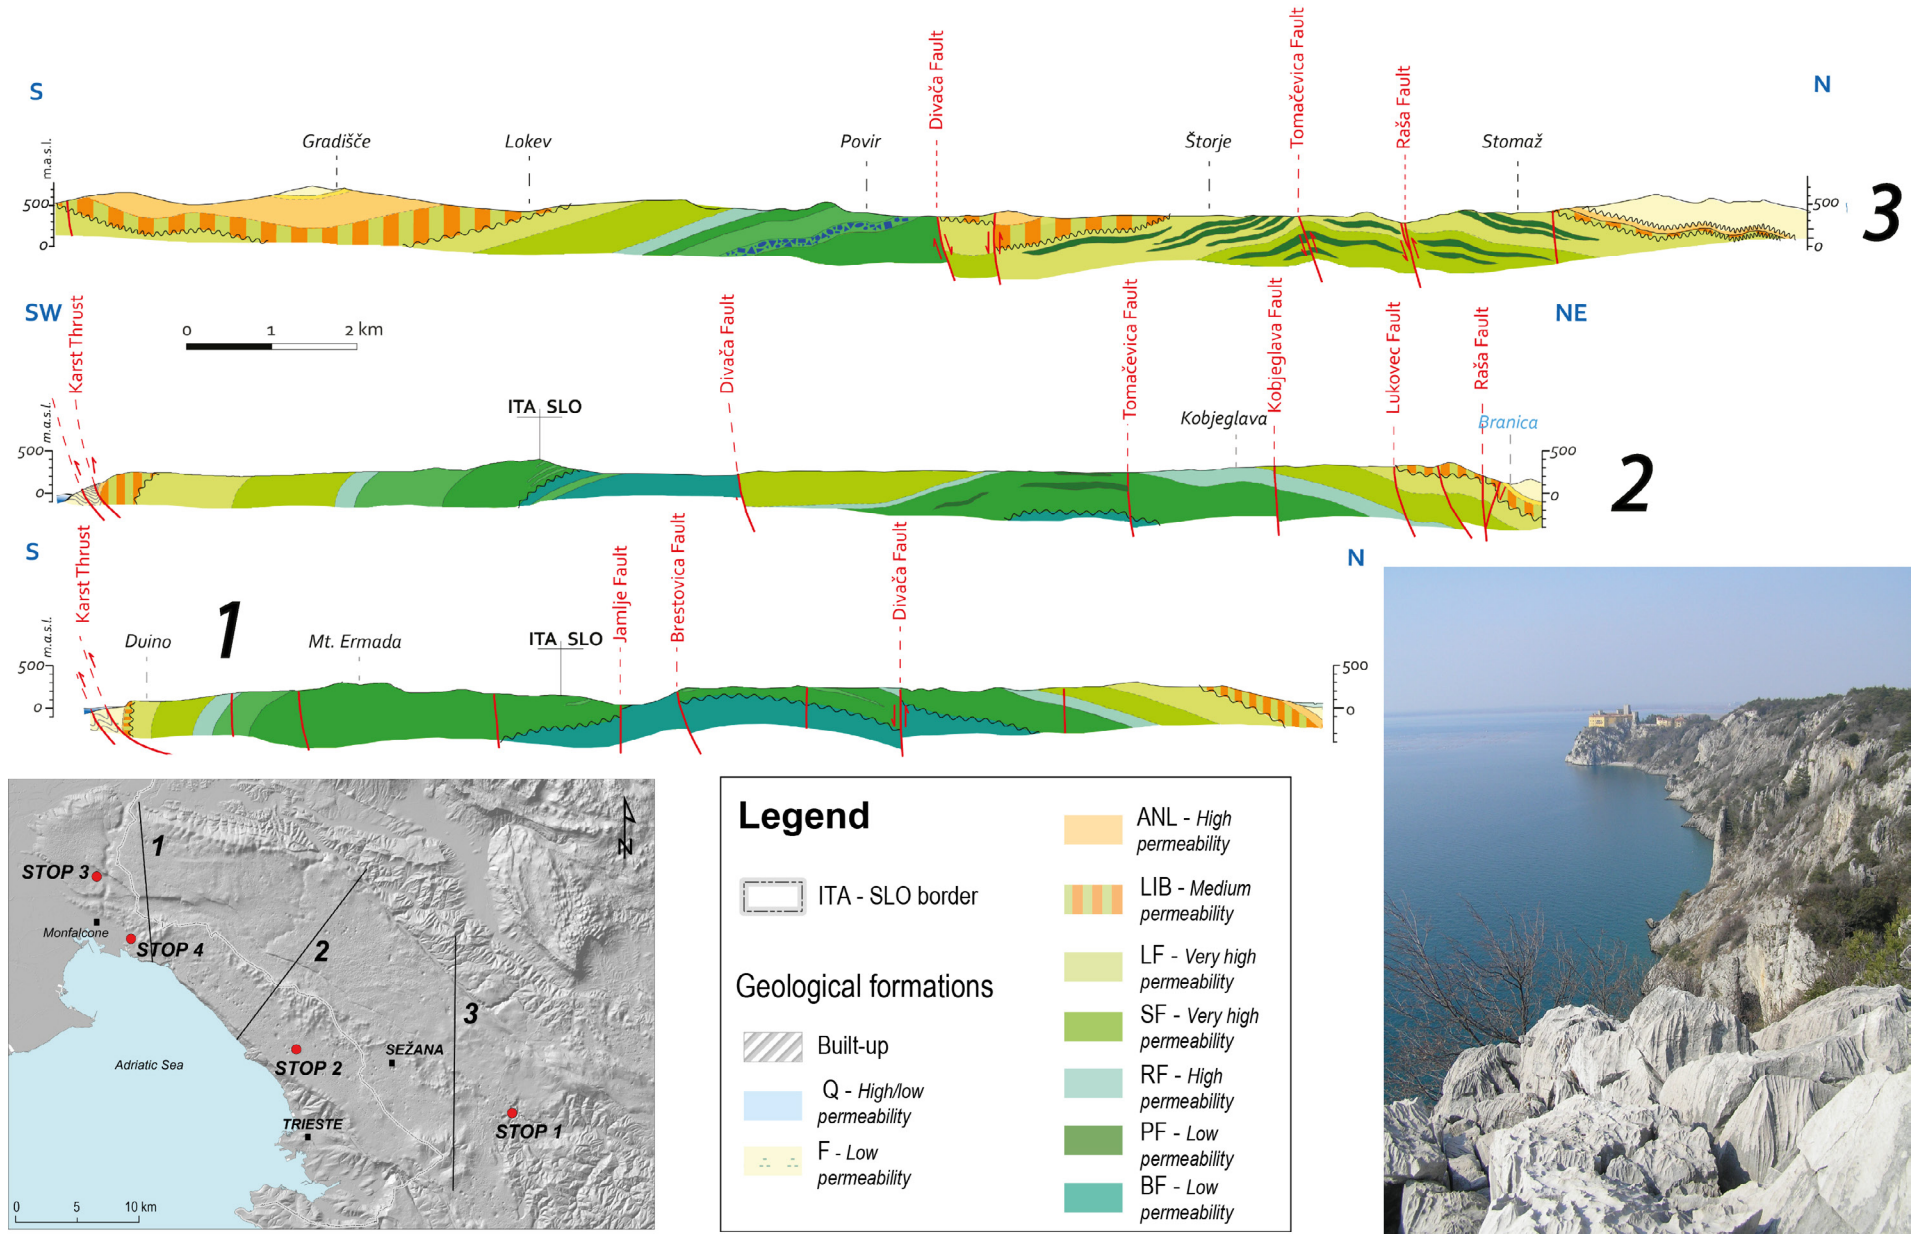 S
N
m.a.s.l.
500
0
Gradišče
Lokev
Povir
Divača Fault
Štorje
Tomačevica Fault
Raša Fault
Stomaž
500
0
3
SW
NE
0 1 2 km
Karst Thrust
m.a.s.l.
500
0
ITA SLO
Divača Fault
Tomačevica Fault
Kobjeglava
Kobjeglava Fault
Lukovec Fault
Raša Fault
Branica
500
0
2
S
N
Karst Thrust
m.a.s.l.
500
0
Duino
1
Mt. Ermada
ITA SLO
Jamlje Fault
Brestovica Fault
Divača Fault
500
0
1
STOP 3
Monfalcone
STOP 4
2
3
Adriatic Sea
STOP 2
SEŽANA
TRIESTE
STOP 1
N
0 5 10 km
Legend
ITA - SLO border
Geological formations
Built-up
Q - High/low
permeability
F - Low
permeability
ANL - High
permeability
LIB - Medium
permeability
LF - Very high
permeability
SF - Very high
permeability
RF - High
permeability
PF - Low
permeability
BF - Low
permeability